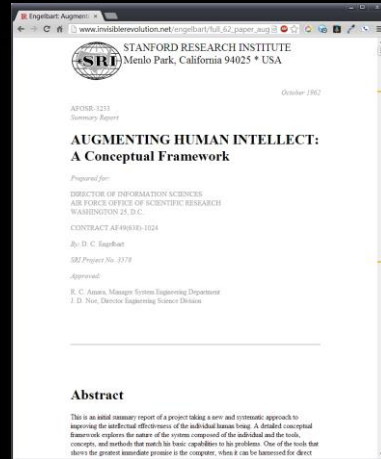 Engelbart: Augmenti
www.invisiblerevolution.net/engelbart/full_62_paper_aug
STANFORD RESEARCH INSTITUTE
SRI
Menlo Park, California 94025 * USA
October 1962
AFOSR-3233
Summary Report
AUGMENTING HUMAN INTELLECT:
A Conceptual Framework
Prepared for:
DIRECTOR OF INFORMATION SCIENCES
AIR FORCE OFFICE OF SCIENTIFIC RESEARCH
WASHINGTON 25, D.C.
CONTRACT AF49(638)-1024
By: D. C. Engelbart
SRI Project No. 3578
Approved:
R. C. Amara, Manager System Engineering Department
J. D. Noe, Director Engineering Science Division
Abstract
This is an initial summary report of a project taking a new and systematic approach to
improving the intellectual effectiveness of the individual human being. A detailed conceptual
framework explores the nature of the system composed of the individual and the tools,
concepts, and methods that match his basic capabilities to his problems. One of the tools that
shows the greatest immediate promise is the computer, when it can be harnessed for direct